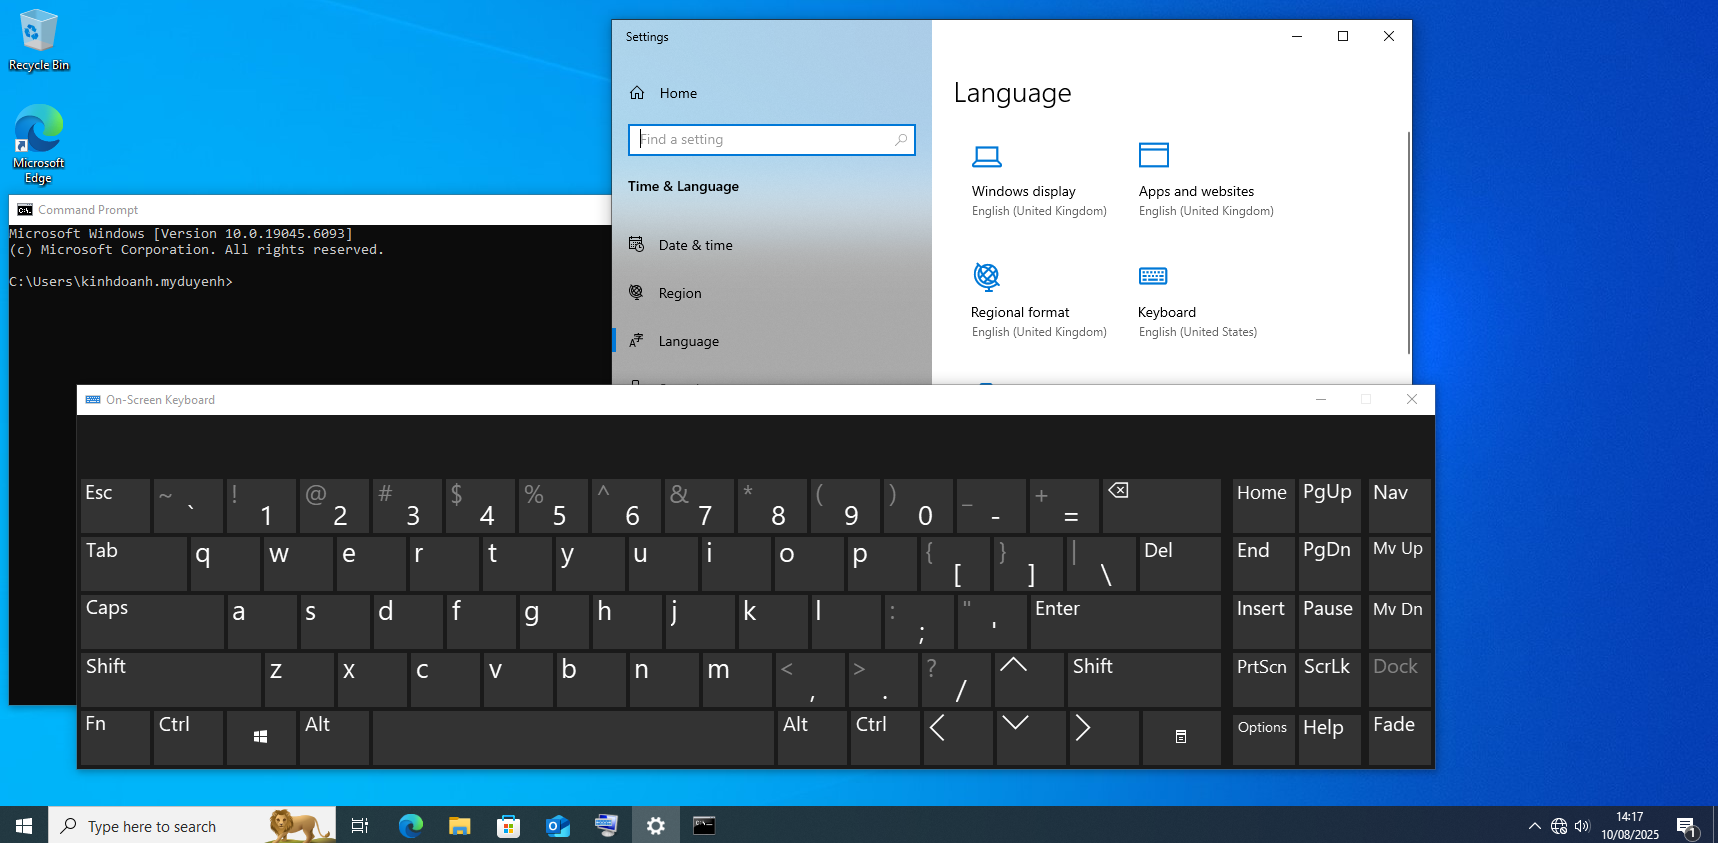 Recycle Bin
Microsoft
Edge
Command Prompt
Microsoft Windows [Version 10.0.19045.6093]
(c) Microsoft Corporation. All rights reserved.
C:\Users\kinhdoanh.myduyenh>
Settings
Home
Find a setting
Time & Language
Date & time
Region
Language
Language
Windows display
English (United Kingdom)
Apps and websites
English (United Kingdom)
Regional format
English (United Kingdom)
Keyboard
English (United States)
On-Screen Keyboard
Esc ~ ` ! 1 @ 2 # 3 $ 4 % 5 ^ 6 & 7 * 8 ( 9 ) 0 _ - + = Home PgUp Nav
Tab q w e r t y u i o p { [ } ] | \ Del End PgDn Mv Up
Caps a s d f g h j k l : ; " ' Enter Insert Pause Mv Dn
Shift z x c v b n m < , > . ? / Shift PrtScn ScrLk Dock
Fn Ctrl Alt Alt Ctrl Options Help Fade
Type here to search
14:17
10/08/2025
1